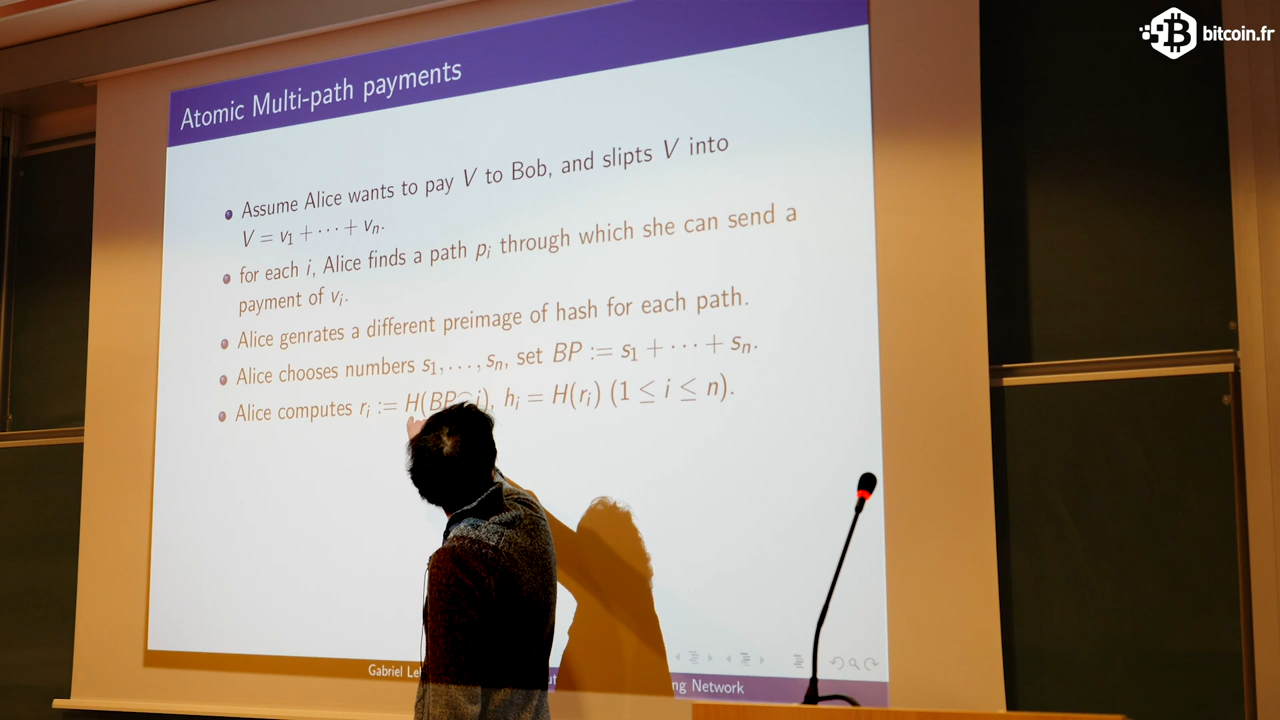 bitcoin.fr
Atomic Multi-path payments
Assume Alice wants to pay V to Bob, and slipts V into
V = v₁ + ⋯ + vₙ.
for each i, Alice finds a path pᵢ through which she can send a
payment of vᵢ.
Alice genrates a different preimage of hash for each path.
Alice chooses numbers s₁, …, sₙ, set BP := s₁ + ⋯ + sₙ.
Alice computes rᵢ := H(BP⌢i), hᵢ = H(rᵢ) (1 ≤ i ≤ n).
Gabriel
Network